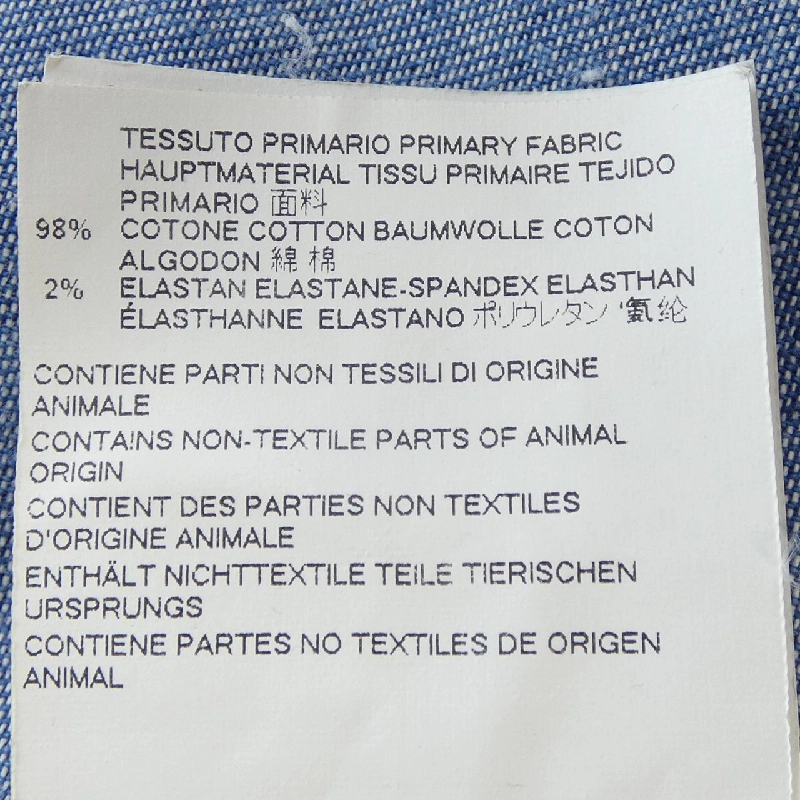 TESSUTO PRIMARIO PRIMARY FABRIC
HAUPTMATERIAL TISSU PRIMAIRE TEJIDO
PRIMARIO 面料
98% COTONE COTTON BAUMWOLLE COTON
ALGODON 綿 棉
2% ELASTAN ELASTANE-SPANDEX ELASTHAN
ÉLASTHANNE ELASTANO ポリウレタン 氨纶
CONTIENE PARTI NON TESSILI DI ORIGINE
ANIMALE
CONTAINS NON-TEXTILE PARTS OF ANIMAL
ORIGIN
CONTIENT DES PARTIES NON TEXTILES
D'ORIGINE ANIMALE
ENTHÄLT NICHTTEXTILE TEILE TIERISCHEN
URSPRUNGS
CONTIENE PARTES NO TEXTILES DE ORIGEN
ANIMAL